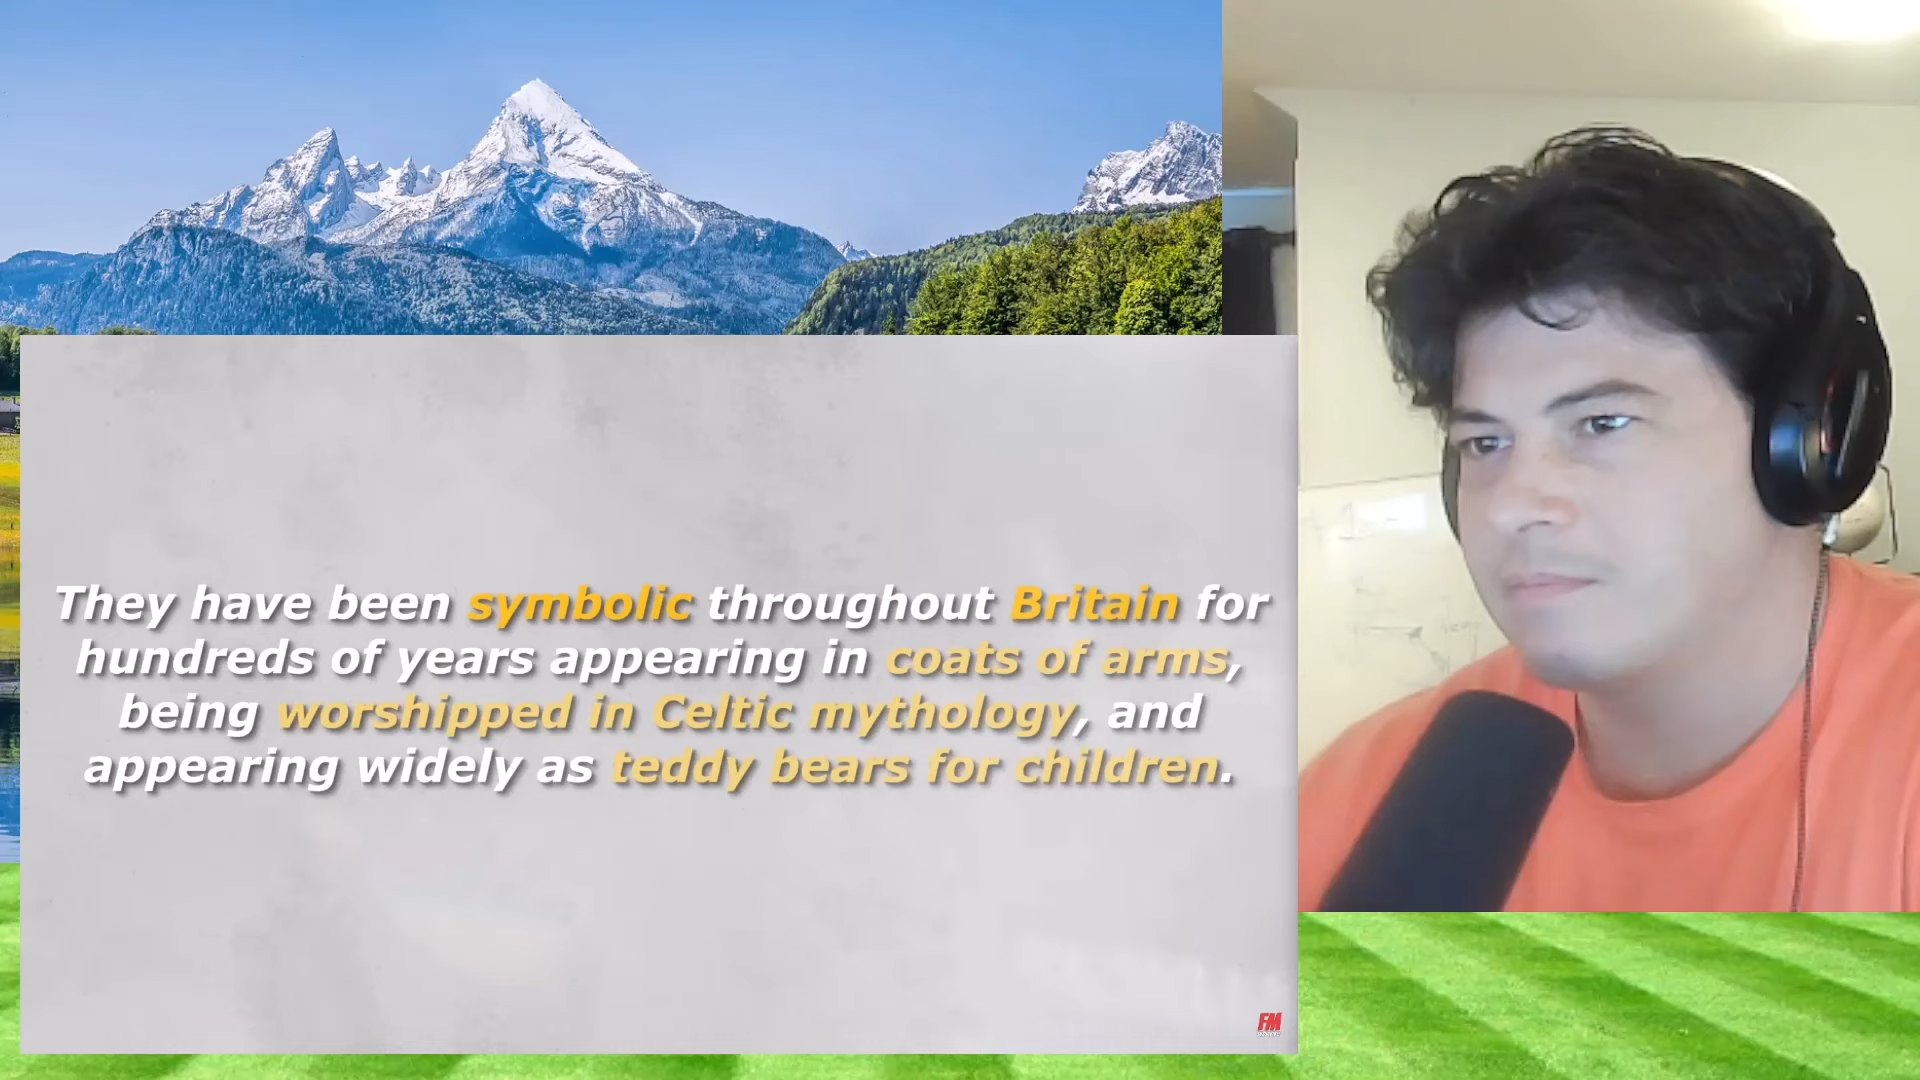 They have been symbolic throughout Britain for
hundreds of years appearing in coats of arms,
being worshipped in Celtic mythology, and
appearing widely as teddy bears for children.
FM